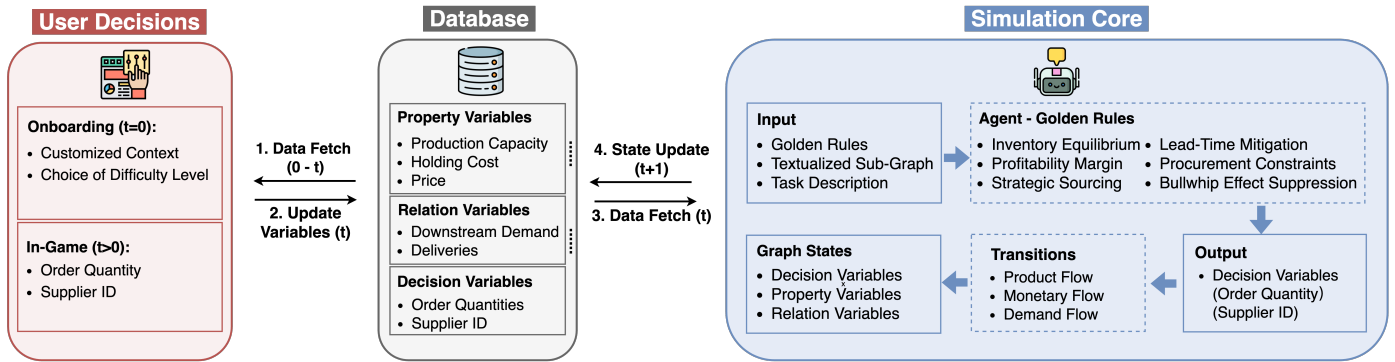 User Decisions
Onboarding (t=0):
• Customized Context
• Choice of Difficulty Level
In-Game (t>0):
• Order Quantity
• Supplier ID
1. Data Fetch
(0 - t)
2. Update
Variables (t)
Database
Property Variables
• Production Capacity
• Holding Cost
• Price
Relation Variables
• Downstream Demand
• Deliveries
Decision Variables
• Order Quantities
• Supplier ID
4. State Update
(t+1)
3. Data Fetch (t)
Simulation Core
Input
• Golden Rules
• Textualized Sub-Graph
• Task Description
Agent - Golden Rules
• Inventory Equilibrium
• Profitability Margin
• Strategic Sourcing
• Lead-Time Mitigation
• Procurement Constraints
• Bullwhip Effect Suppression
Output
• Decision Variables
(Order Quantity)
(Supplier ID)
Transitions
• Product Flow
• Monetary Flow
• Demand Flow
Graph States
• Decision Variables
x
• Property Variables
• Relation Variables